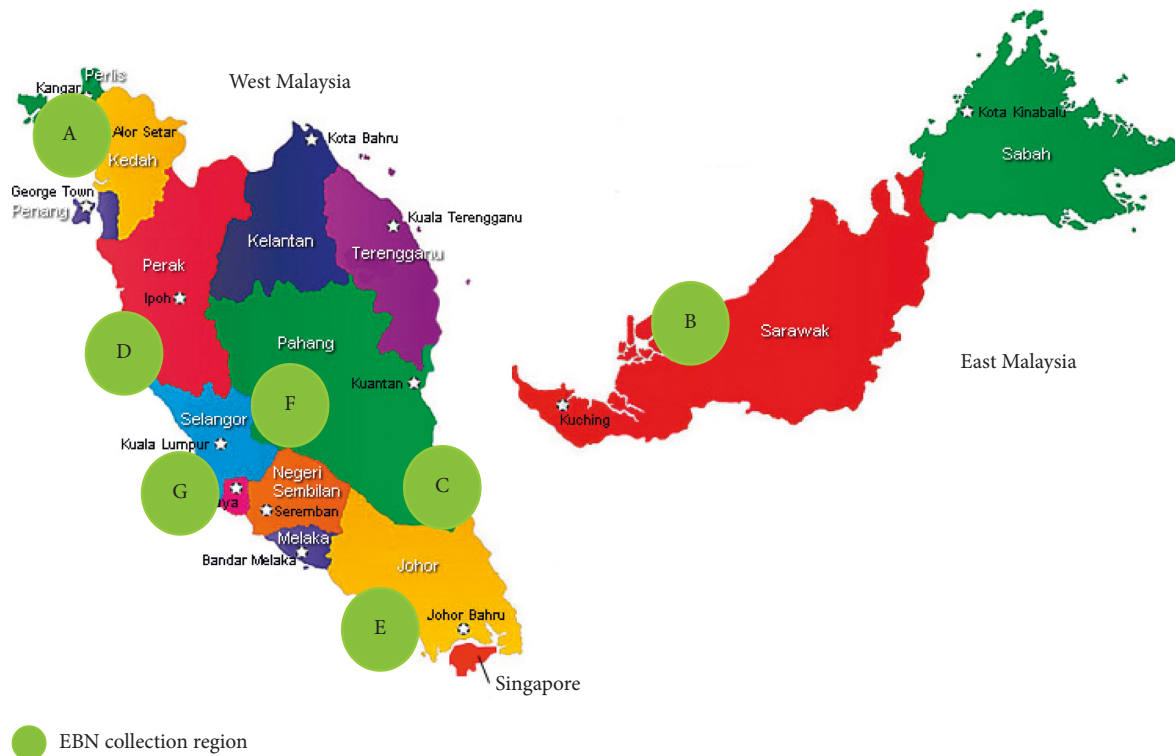 West Malaysia
Perlis
Kangar
A
Alor Setar
Kedah
George Town
Penang
Kota Bahru
Kuala Terengganu
Kelantan
Terengganu
Perak
Ipoh
D
Pahang
Kuantan
F
Selangor
Kuala Lumpur
G
ya
Negeri
Sembilan
Seremban
C
Melaka
Bandar Melaka
Johor
E
Johor Bahru
Singapore
Kota Kinabalu
Sabah
B
Sarawak
East Malaysia
Kuching
EBN collection region